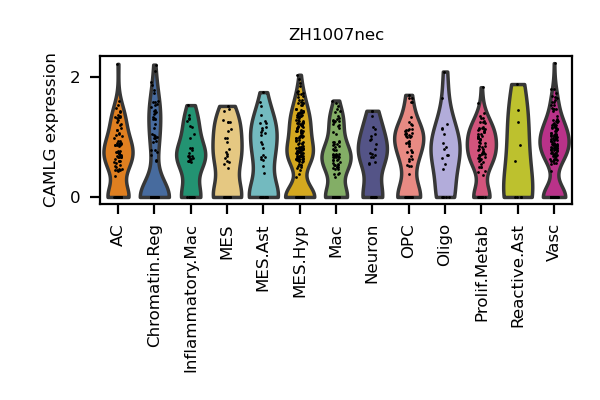 ZH1007nec
CAMLG expression
2
0
AC
Chromatin.Reg
Inflammatory.Mac
MES
MES.Ast
MES.Hyp
Mac
Neuron
OPC
Oligo
Prolif.Metab
Reactive.Ast
Vasc